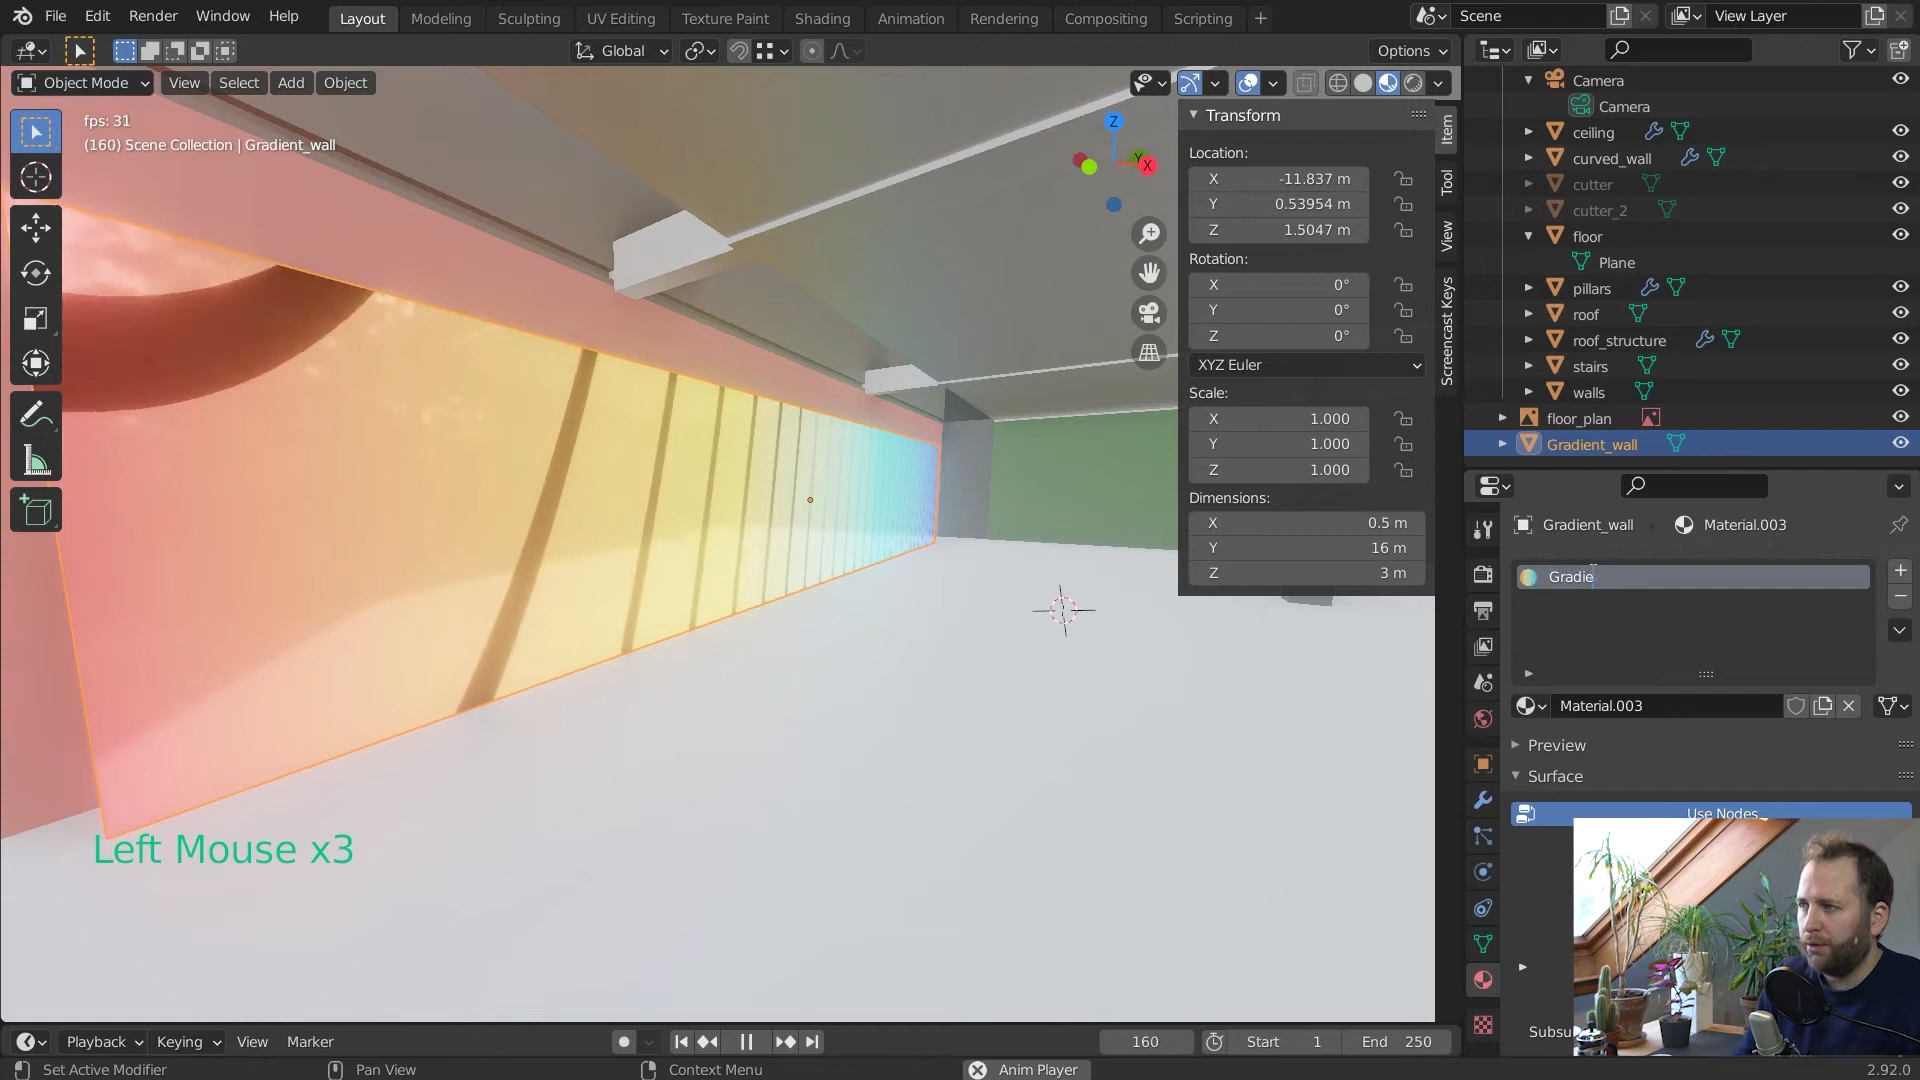 File Edit Render Window Help Layout Modeling Sculpting UV Editing Texture Paint Shading Animation Rendering Compositing Scripting Scene View Layer
Global Options
Object Mode View Select Add Object
fps: 31
(160) Scene Collection | Gradient_wall
Z
Y
X
Transform
Location:
X -11.837 m
Y 0.53954 m
Z 1.5047 m
Rotation:
X 0°
Y 0°
Z 0°
XYZ Euler
Scale:
X 1.000
Y 1.000
Z 1.000
Dimensions:
X 0.5 m
Y 16 m
Z 3 m
Item
Tool
View
Screencast Keys
Camera
Camera
ceiling
curved_wall
cutter
cutter_2
floor
Plane
pillars
roof
roof_structure
stairs
walls
floor_plan
Gradient_wall
Gradient_wall Material.003
Gradie
Material.003
Preview
Surface
Use Nodes
Subsu
Left Mouse x3
Playback Keying View Marker 160 Start 1 End 250
Set Active Modifier Pan View Context Menu Anim Player 2.92.0